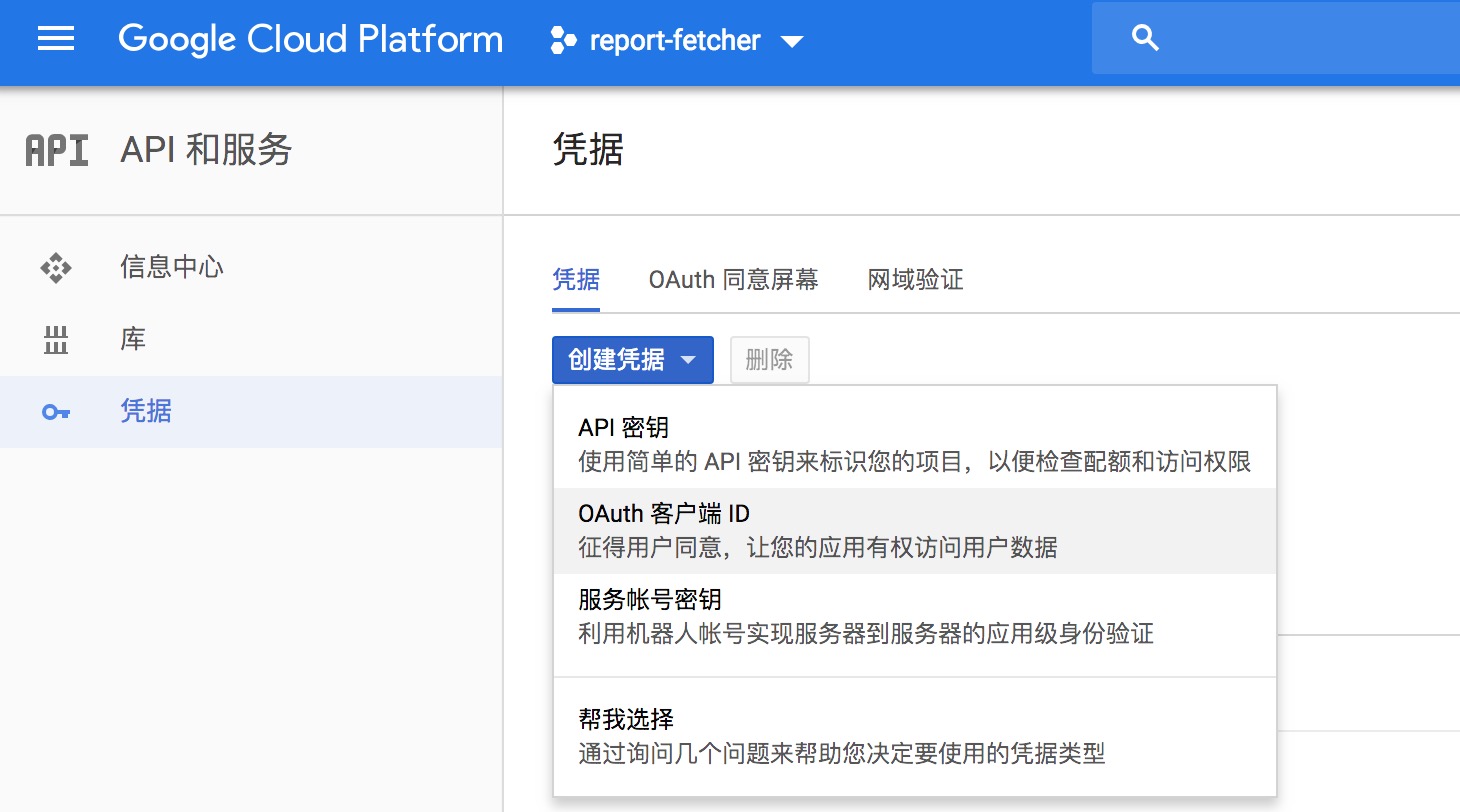 Google Cloud Platform
report-fetcher
API
API 和服务
凭据
信息中心
库
凭据
凭据
OAuth 同意屏幕
网域验证
创建凭据
删除
API 密钥
使用简单的 API 密钥来标识您的项目，以便检查配额和访问权限
OAuth 客户端 ID
征得用户同意，让您的应用有权访问用户数据
服务帐号密钥
利用机器人帐号实现服务器到服务器的应用级身份验证
帮我选择
通过询问几个问题来帮助您决定要使用的凭据类型